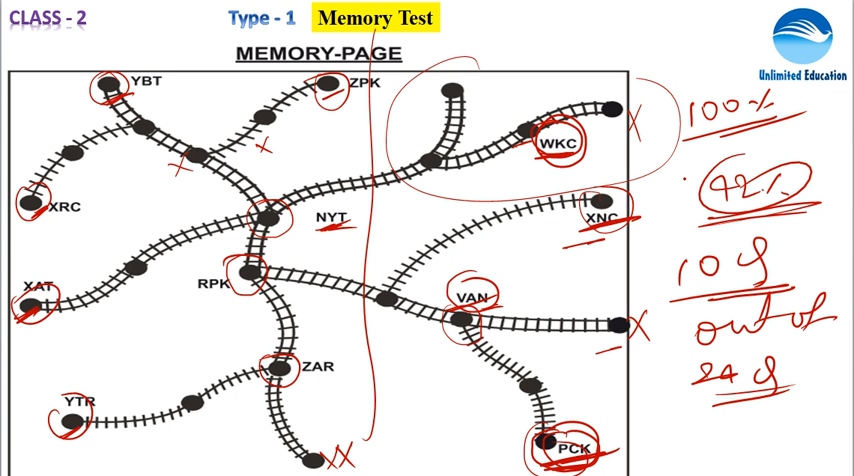 CLASS - 2
Type - 1
Memory Test
Unlimited Education
MEMORY-PAGE
YBT
ZPK
WKC
XRC
NYT
XNC
XAT
RPK
VAN
ZAR
YTR
PCK
100%
42%
10 Q
out of
24 Q